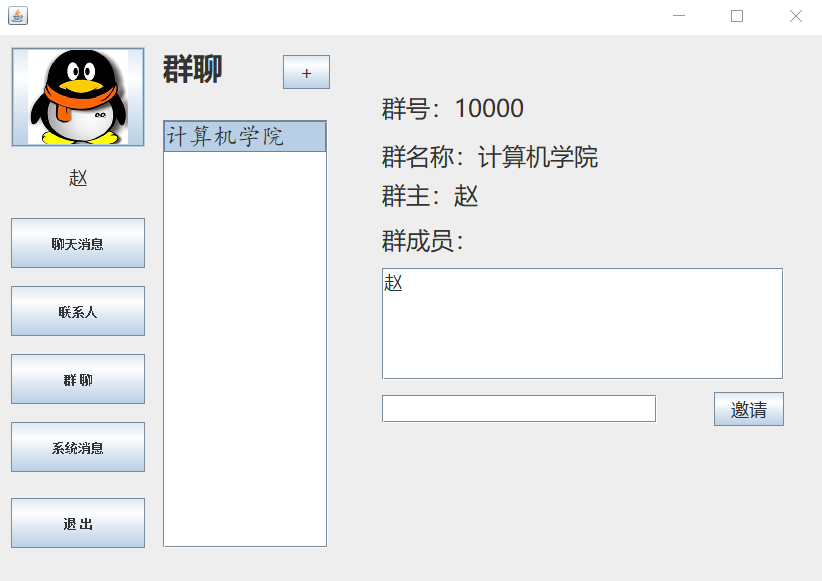 赵
聊天消息
联系人
群 聊
系统消息
退 出
群聊
+
计算机学院
群号：10000
群名称：计算机学院
群主：赵
群成员：
赵
邀请